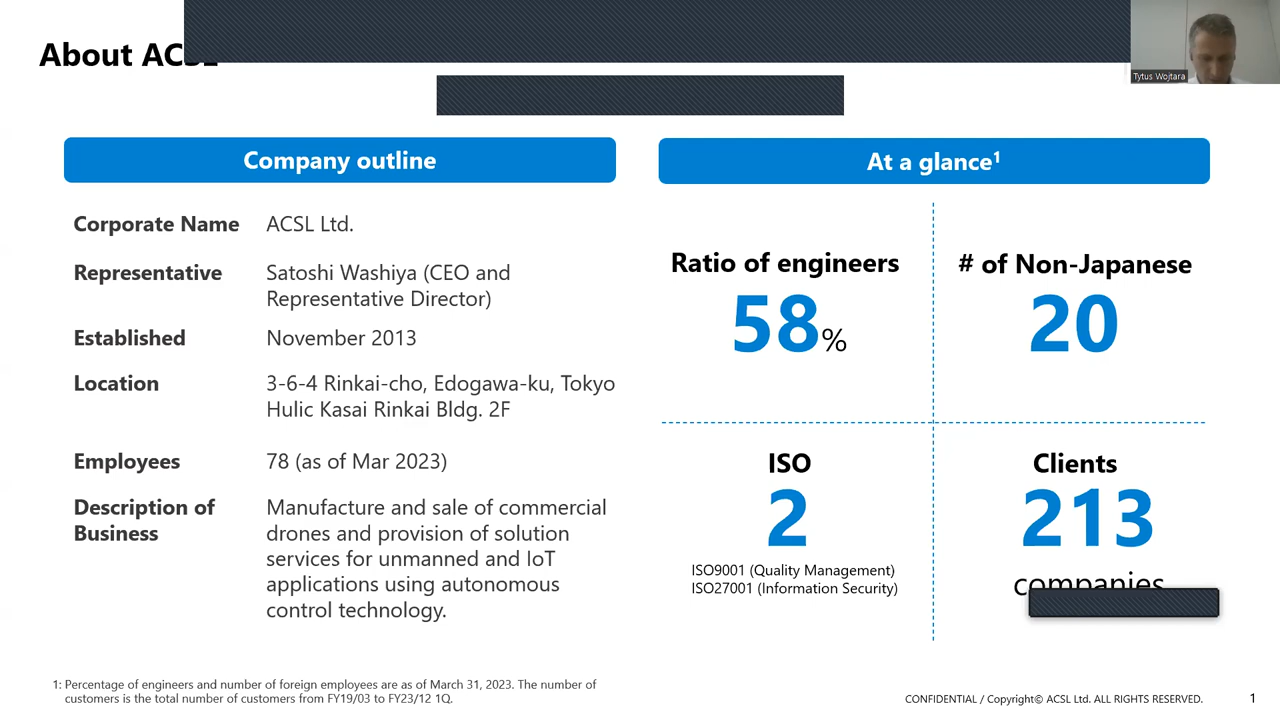 About ACSL
Tytus Wojtara
Company outline
Corporate Name ACSL Ltd.
Representative Satoshi Washiya (CEO and
Representative Director)
Established November 2013
Location 3-6-4 Rinkai-cho, Edogawa-ku, Tokyo
Hulic Kasai Rinkai Bldg. 2F
Employees 78 (as of Mar 2023)
Description of Manufacture and sale of commercial
Business drones and provision of solution
services for unmanned and IoT
applications using autonomous
control technology.
At a glance¹
Ratio of engineers
58%
# of Non-Japanese
20
ISO
2
ISO9001 (Quality Management)
ISO27001 (Information Security)
Clients
213
companies
1: Percentage of engineers and number of foreign employees are as of March 31, 2023. The number of
customers is the total number of customers from FY19/03 to FY23/12 1Q.
CONFIDENTIAL / Copyright© ACSL Ltd. ALL RIGHTS RESERVED.
1